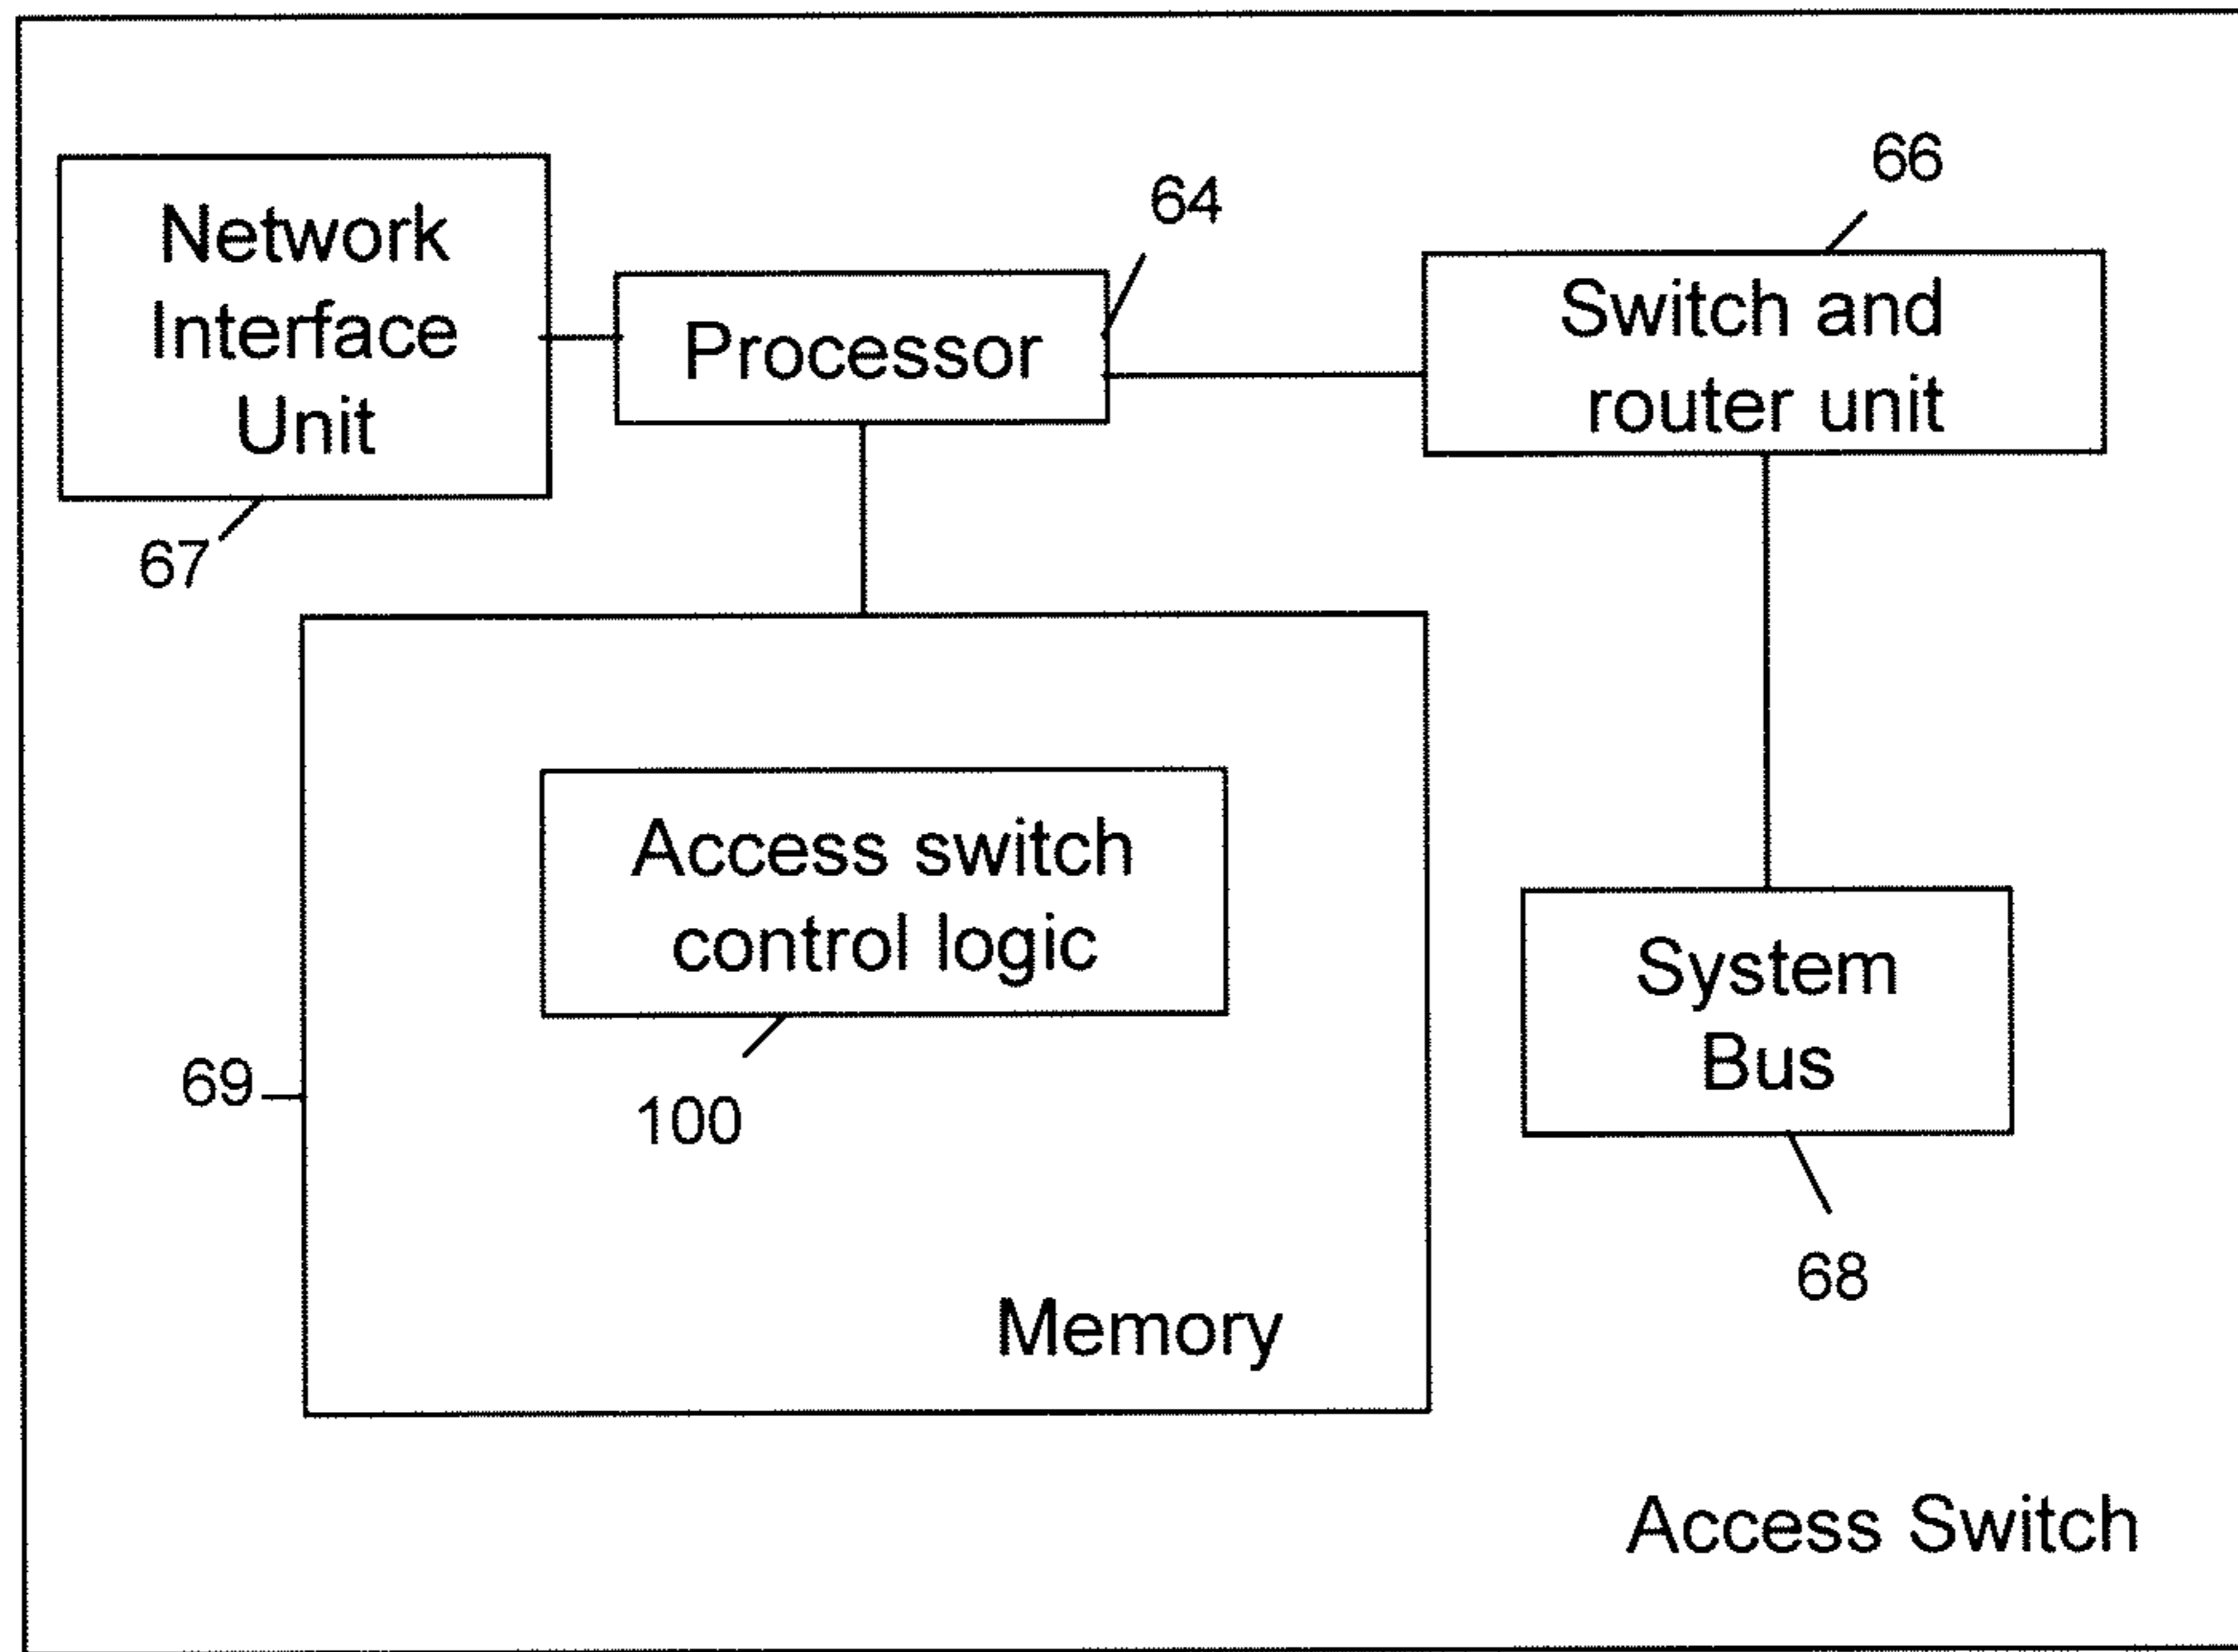 66
64
Network
Interface
Unit
67
Processor
Switch and
router unit
Access switch
control logic
100
69
Memory
System
Bus
68
Access Switch